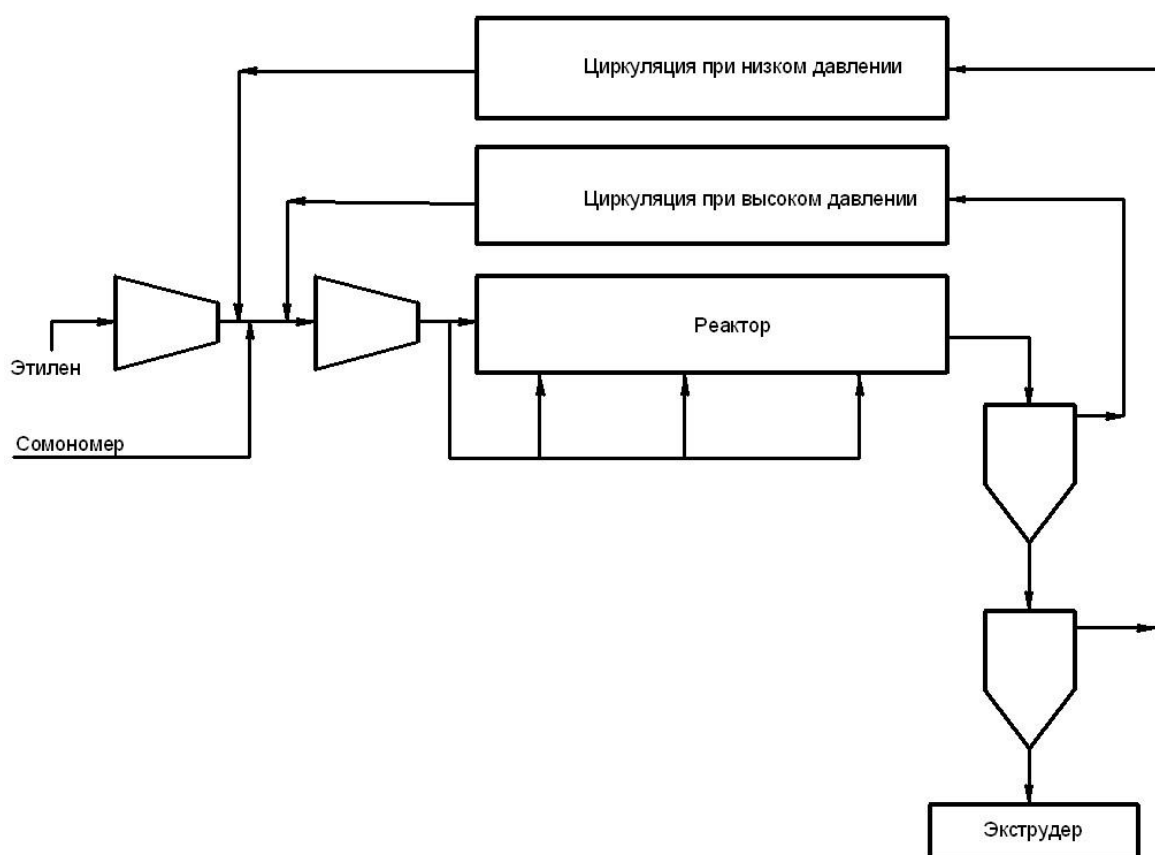 Циркуляция при низком давлении
Циркуляция при высоком давлении
Реактор
Этилен
Сомономер
Экструдер